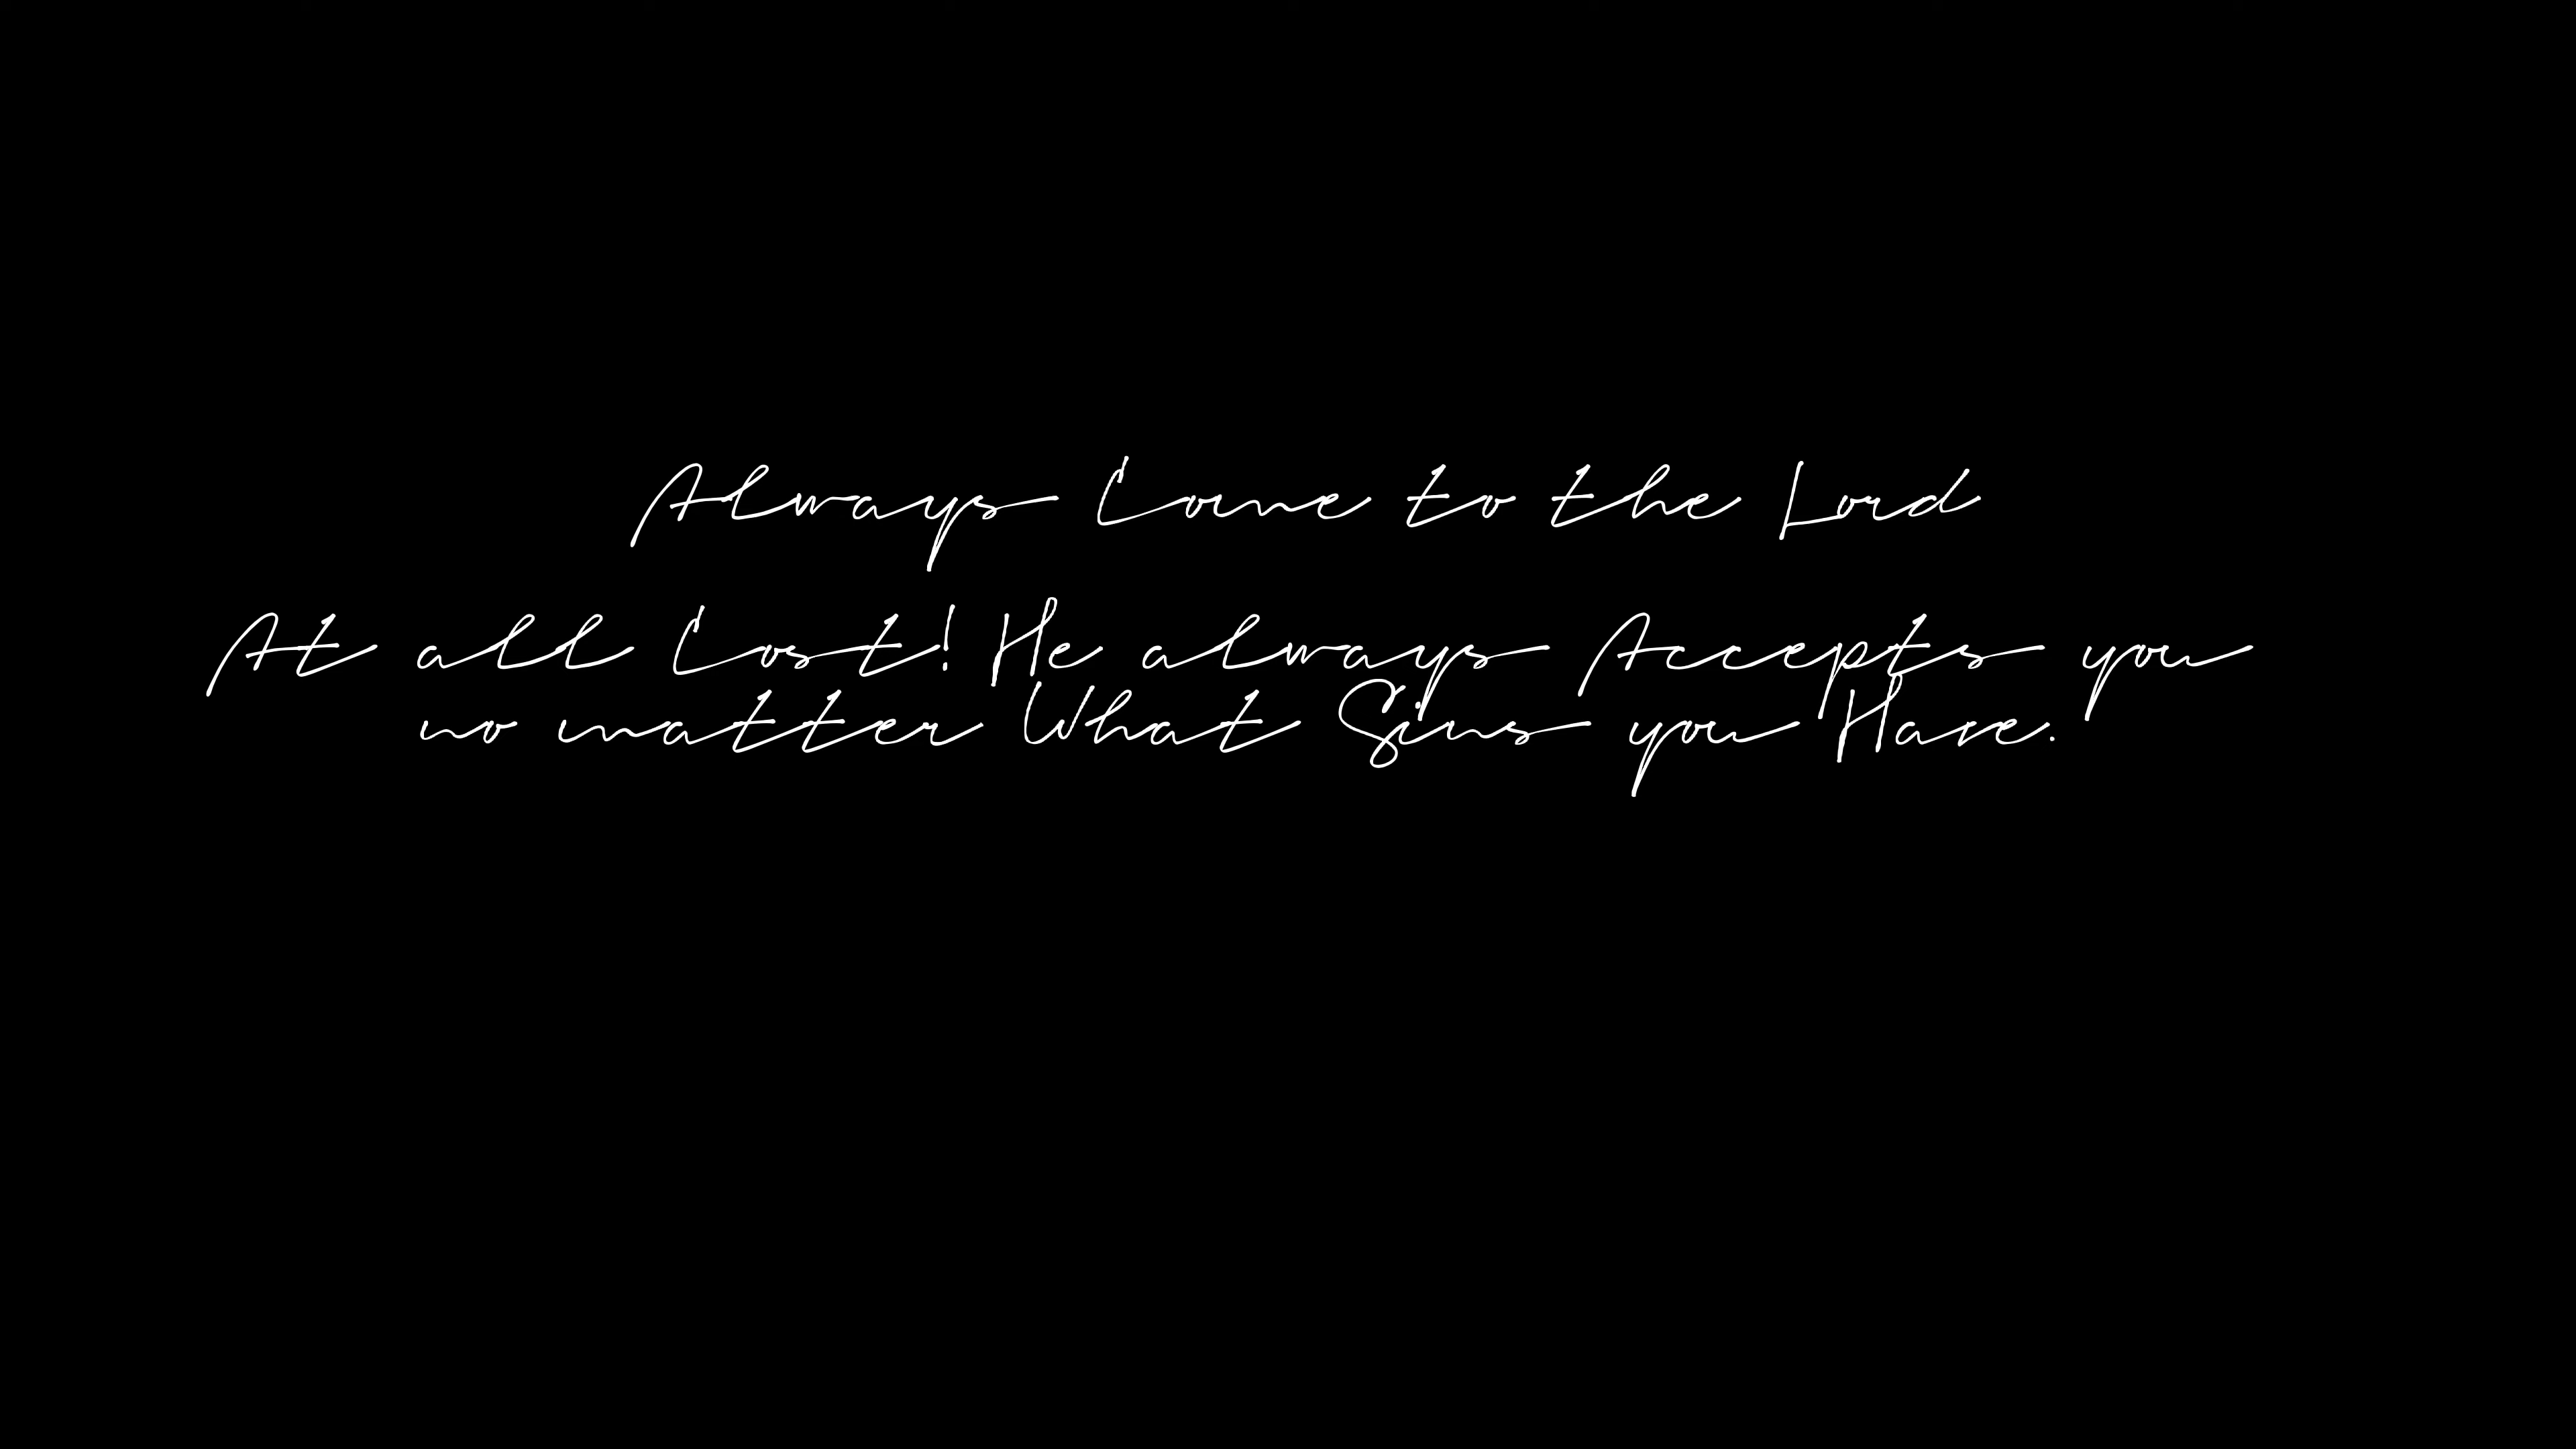 Always Come to the Lord
At all Cost! He always Accepts you
no matter What Sins you Have.